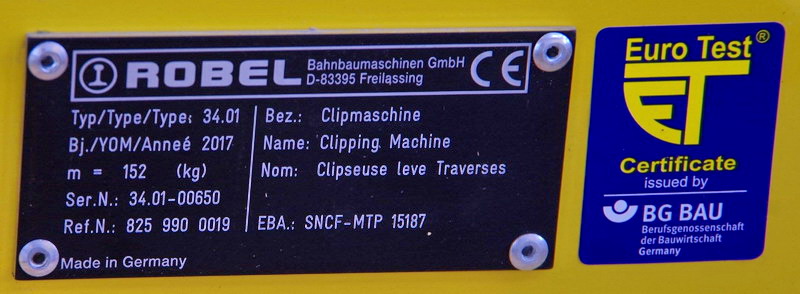 ROBEL Bahnbaumaschinen GmbH
D-83395 Freilassing CE
Typ/Type/Type: 34.01
Bj./YOM/Anneé 2017
m = 152 (kg)
Ser.N.: 34.01-00650
Ref.N.: 825 990 0019
Bez.: Clipmaschine
Name: Clipping Machine
Nom: Clipseuse leve Traverses
EBA.: SNCF-MTP 15187
Made in Germany
Euro Test®
ET
Certificate
issued by
BG BAU
Berufsgenossenschaft
der Bauwirtschaft
Germany